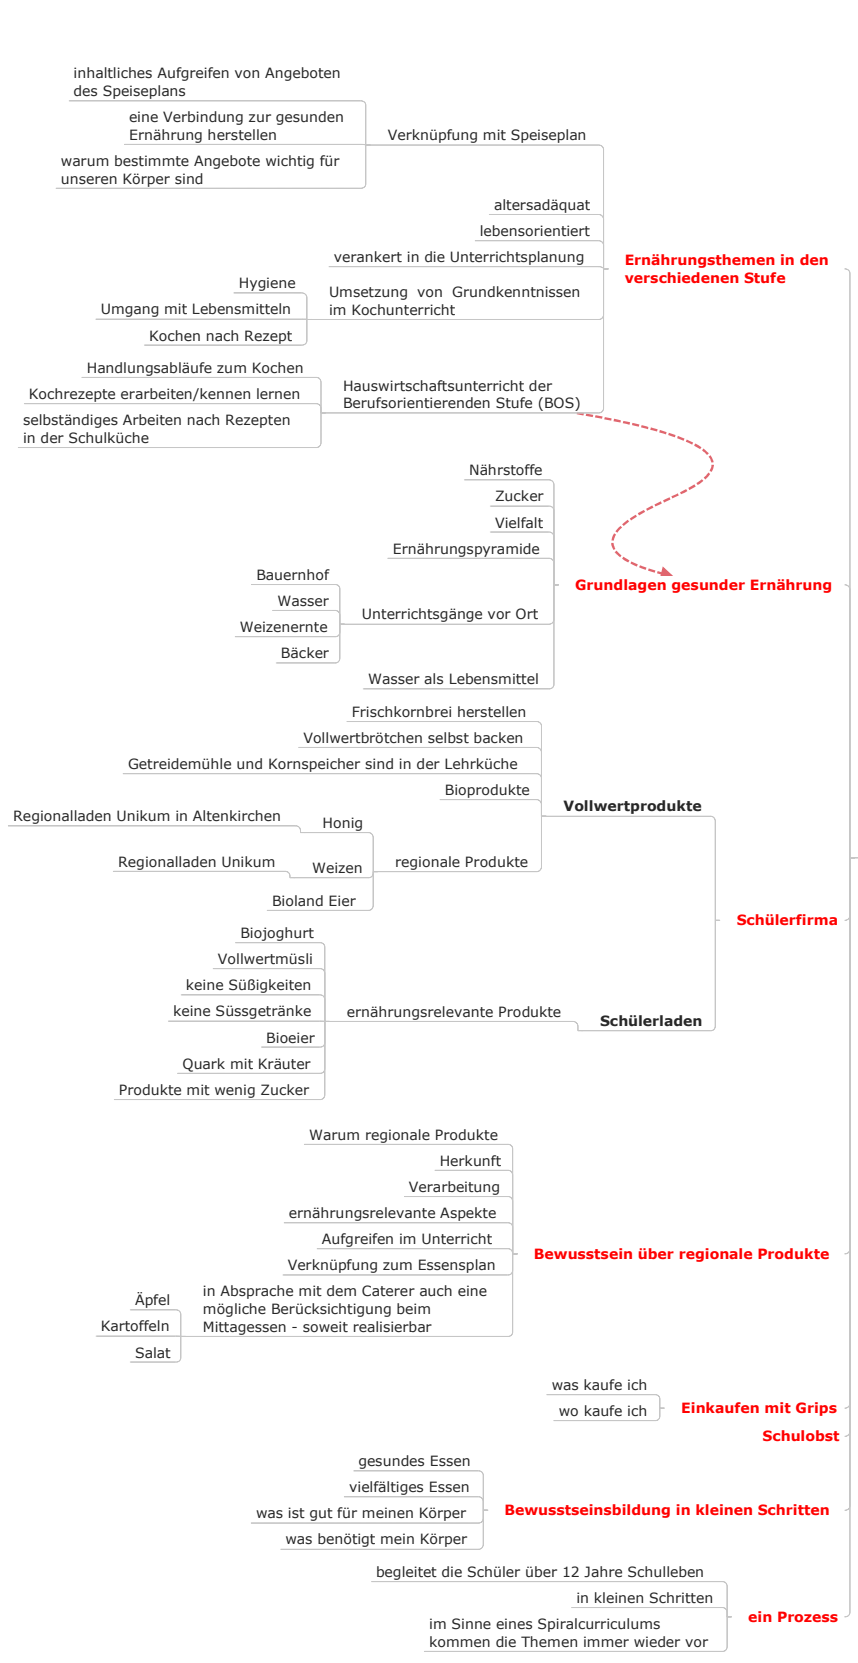 inhaltliches Aufgreifen von Angeboten
des Speiseplans
eine Verbindung zur gesunden
Ernährung herstellen
warum bestimmte Angebote wichtig für
unseren Körper sind
Verknüpfung mit Speiseplan
altersadäquat
lebensorientiert
verankert in die Unterrichtsplanung
Hygiene
Umgang mit Lebensmitteln
Kochen nach Rezept
Umsetzung von Grundkenntnissen
im Kochunterricht
Handlungsabläufe zum Kochen
Kochrezepte erarbeiten/kennen lernen
selbständiges Arbeiten nach Rezepten
in der Schulküche
Hauswirtschaftsunterricht der
Berufsorientierenden Stufe (BOS)
Ernährungsthemen in den
verschiedenen Stufe
Nährstoffe
Zucker
Vielfalt
Ernährungspyramide
Bauernhof
Wasser
Weizenernte
Bäcker
Unterrichtsgänge vor Ort
Wasser als Lebensmittel
Grundlagen gesunder Ernährung
Frischkornbrei herstellen
Vollwertbrötchen selbst backen
Getreidemühle und Kornspeicher sind in der Lehrküche
Bioprodukte
Regionalladen Unikum in Altenkirchen
Honig
Regionalladen Unikum
Weizen
Bioland Eier
regionale Produkte
Vollwertprodukte
Biojoghurt
Vollwertmüsli
keine Süßigkeiten
keine Süssgetränke
Bioeier
Quark mit Kräuter
Produkte mit wenig Zucker
ernährungsrelevante Produkte
Schülerladen
Schülerfirma
Warum regionale Produkte
Herkunft
Verarbeitung
ernährungsrelevante Aspekte
Aufgreifen im Unterricht
Verknüpfung zum Essensplan
Äpfel
Kartoffeln
Salat
in Absprache mit dem Caterer auch eine
mögliche Berücksichtigung beim
Mittagessen - soweit realisierbar
Bewusstsein über regionale Produkte
was kaufe ich
wo kaufe ich
Einkaufen mit Grips
Schulobst
gesundes Essen
vielfältiges Essen
was ist gut für meinen Körper
was benötigt mein Körper
Bewusstseinsbildung in kleinen Schritten
begleitet die Schüler über 12 Jahre Schulleben
in kleinen Schritten
im Sinne eines Spiralcurriculums
kommen die Themen immer wieder vor
ein Prozess